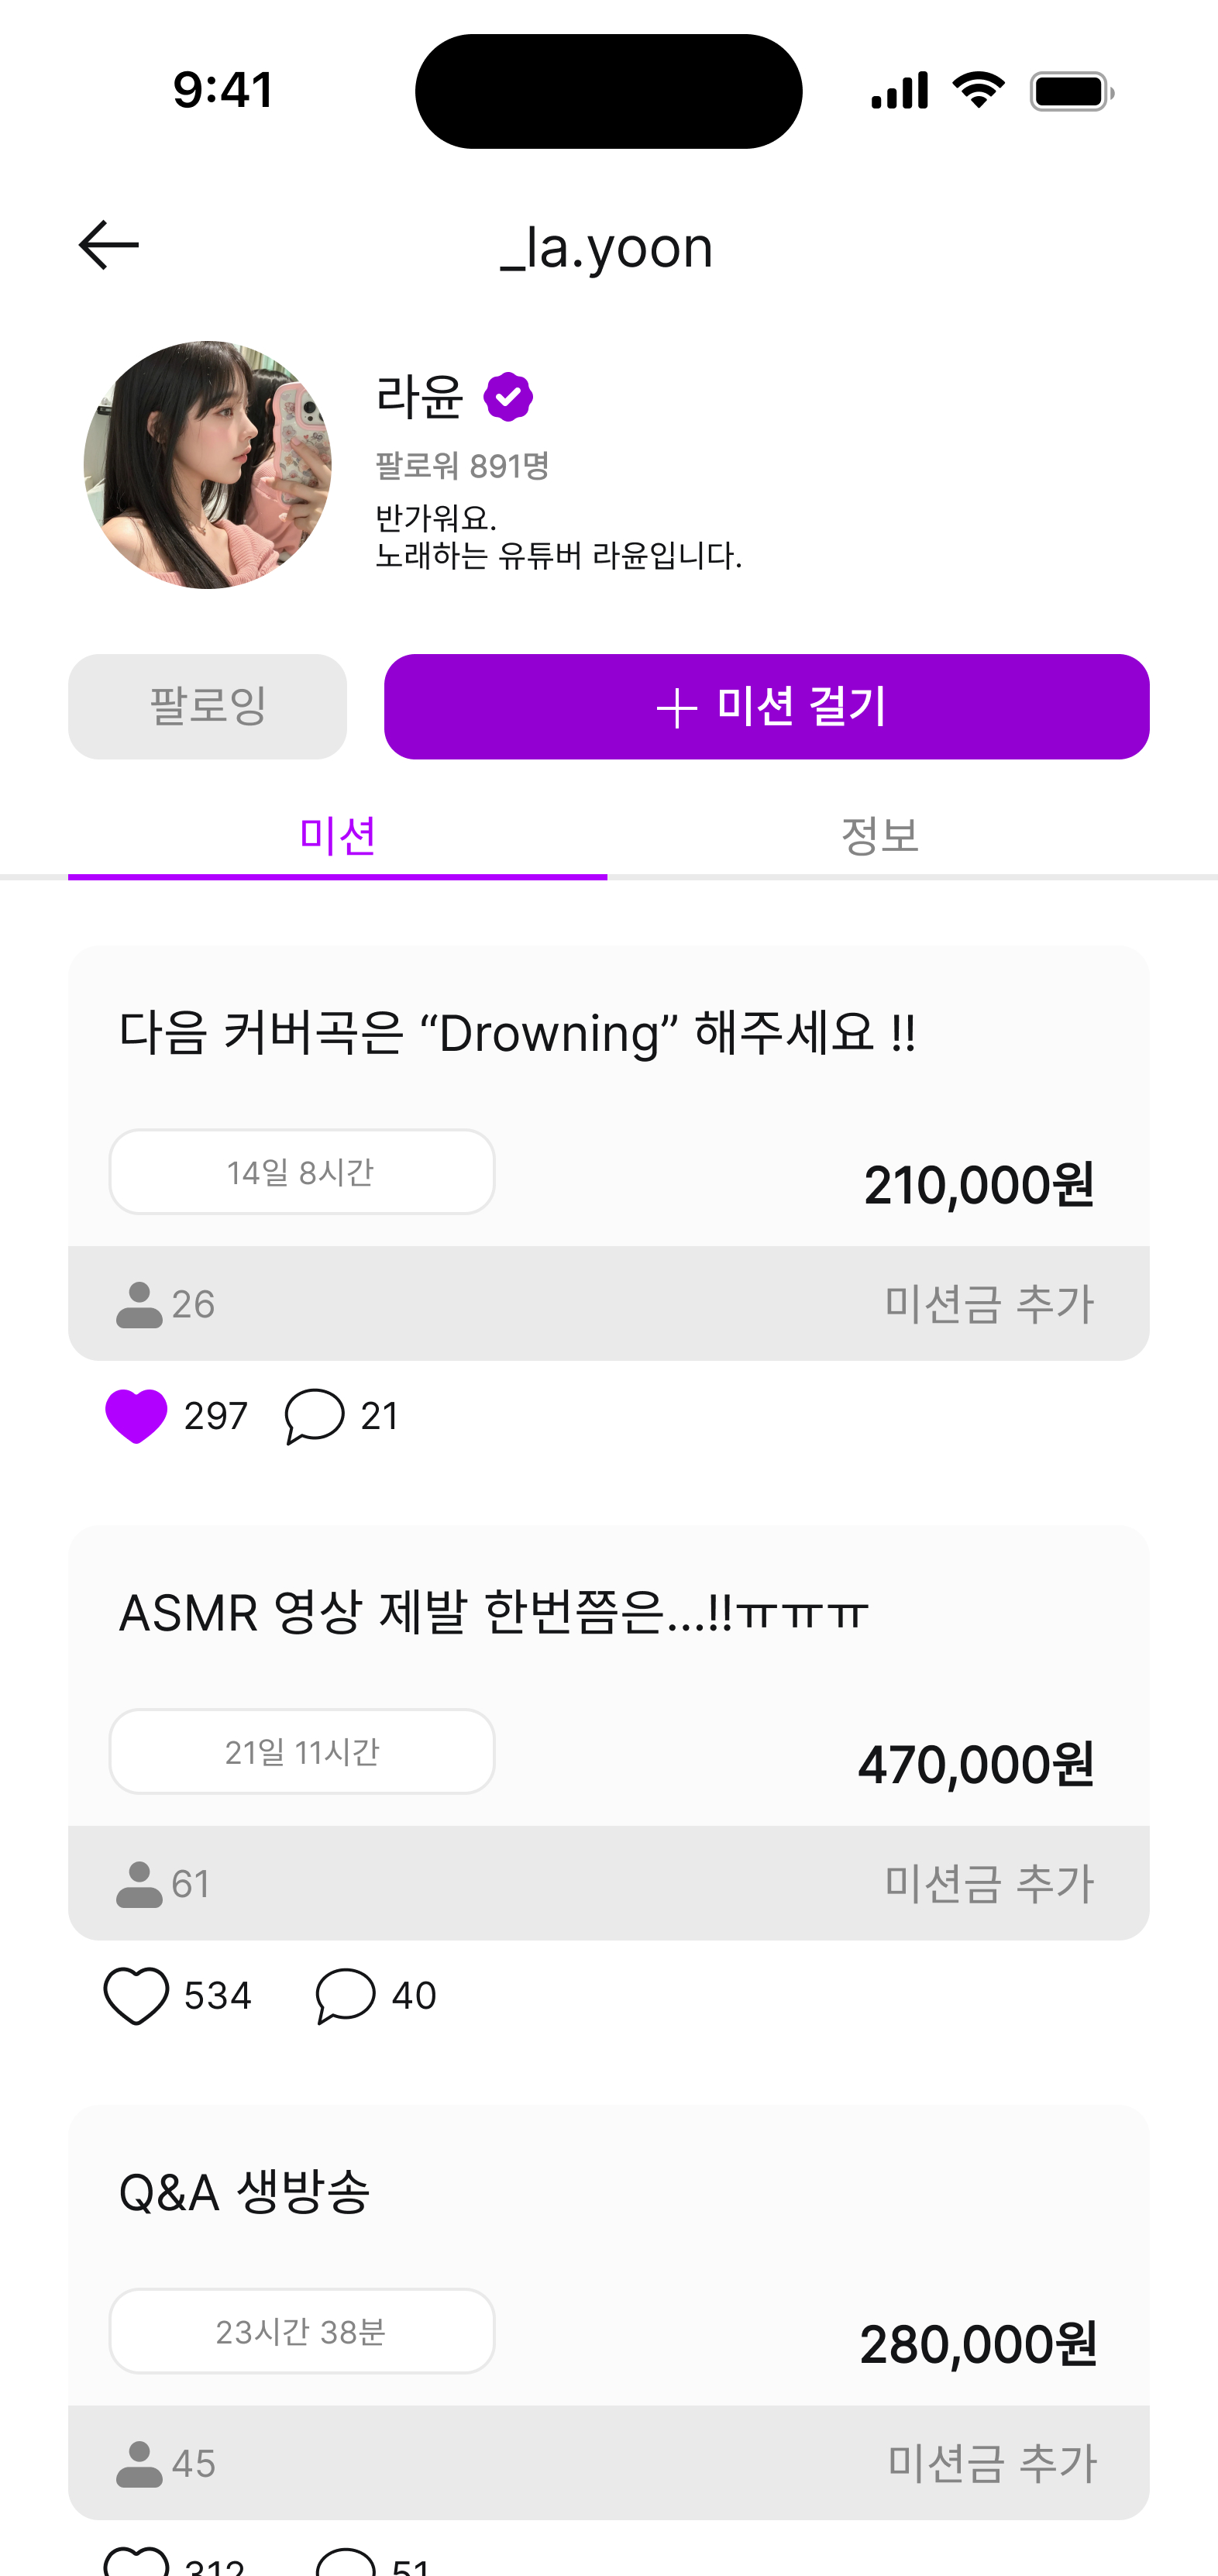 9:41
_la.yoon
라윤
팔로워 891명
반가워요.
노래하는 유튜버 라윤입니다.
팔로잉
미션 걸기
미션
정보
다음 커버곡은 “Drowning” 해주세요 !!
14일 8시간
210,000원
26
미션금 추가
297
21
ASMR 영상 제발 한번쯤은...!!ㅠㅠㅠ
21일 11시간
470,000원
61
미션금 추가
534
40
Q&A 생방송
23시간 38분
280,000원
45
미션금 추가
312
51